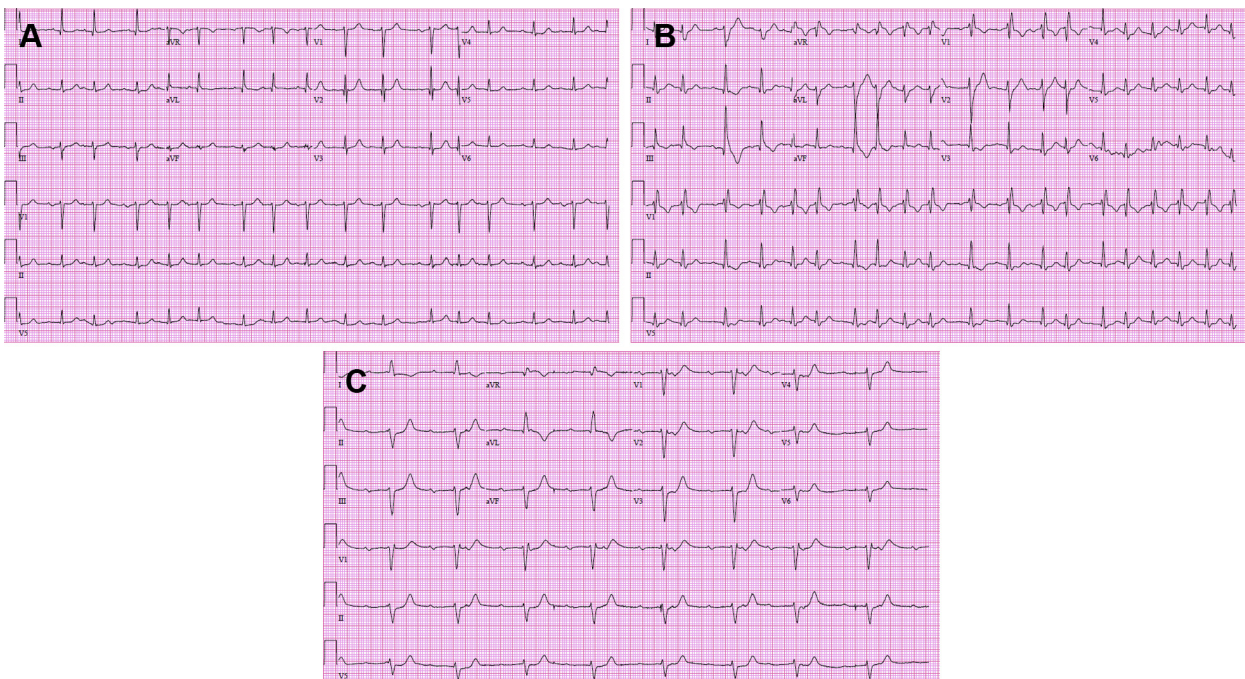 A
I aVR V1 V4
II aVL V2 V5
III aVF V3 V6
V1
II
V5
B
I aVR V1 V4
II aVL V2 V5
III aVF V3 V6
V1
II
V5
C
I aVR V1 V4
II aVL V2 V5
III aVF V3 V6
V1
II
V5